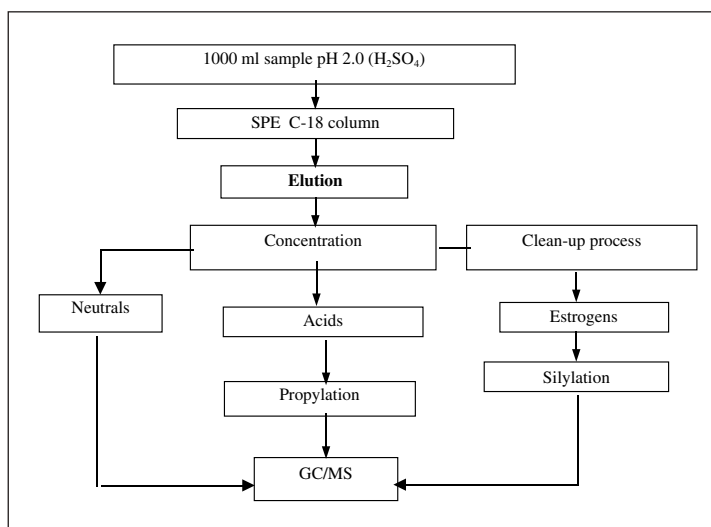 1000 ml sample pH 2.0 (H₂SO₄)
SPE C-18 column
Elution
Concentration
Clean-up process
Neutrals
Acids
Estrogens
Propylation
Silylation
GC/MS